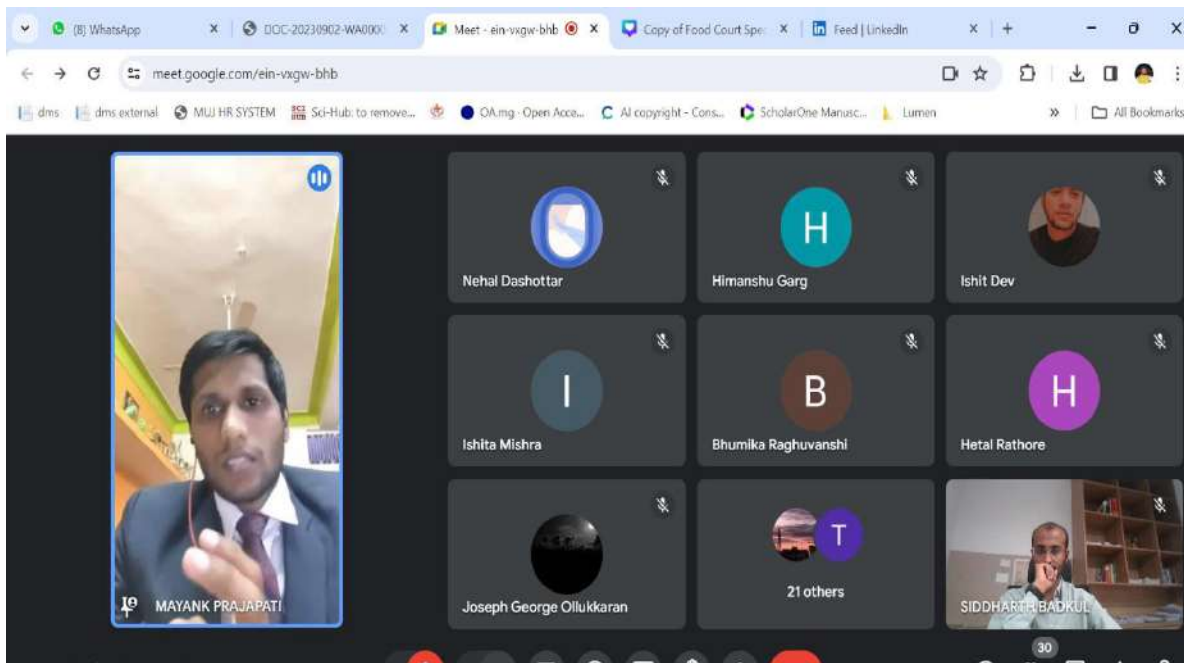 (8) WhatsApp
DOC-20230902-WA000
Meet - ein-vxgw-bhb
Copy of Food Court Spe
Feed | LinkedIn
meet.google.com/ein-vxgw-bhb
dms
dms external
MUJ HR SYSTEM
Sci-Hub: to remove...
OA.mg · Open Acce...
AI copyright - Cons...
ScholarOne Manusc...
Lumen
»
All Bookmarks
Nehal Dashottar
H
Himanshu Garg
Ishit Dev
I
Ishita Mishra
B
Bhumika Raghuvanshi
H
Hetal Rathore
MAYANK PRAJAPATI
Joseph George Ollukkaran
T
21 others
SIDDHARTH BADKUL
30